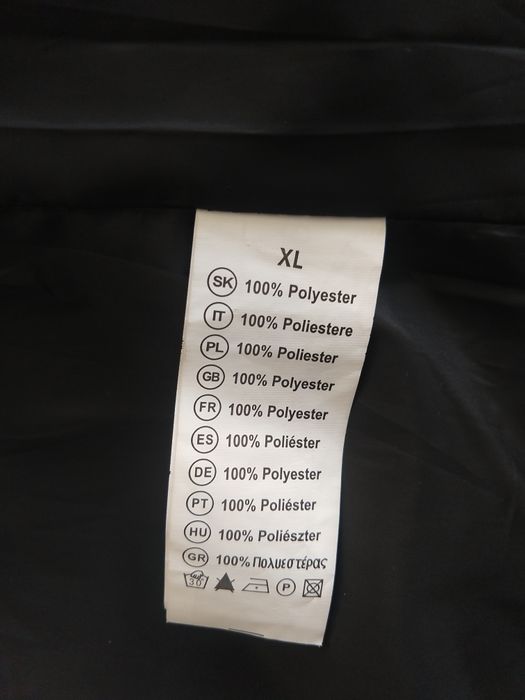 XL
SK 100% Polyester
IT 100% Poliestere
PL 100% Poliester
GB 100% Polyester
FR 100% Polyester
ES 100% Poliéster
DE 100% Polyester
PT 100% Poliéster
HU 100% Poliészter
GR 100% Πολυεστέρας
30 P